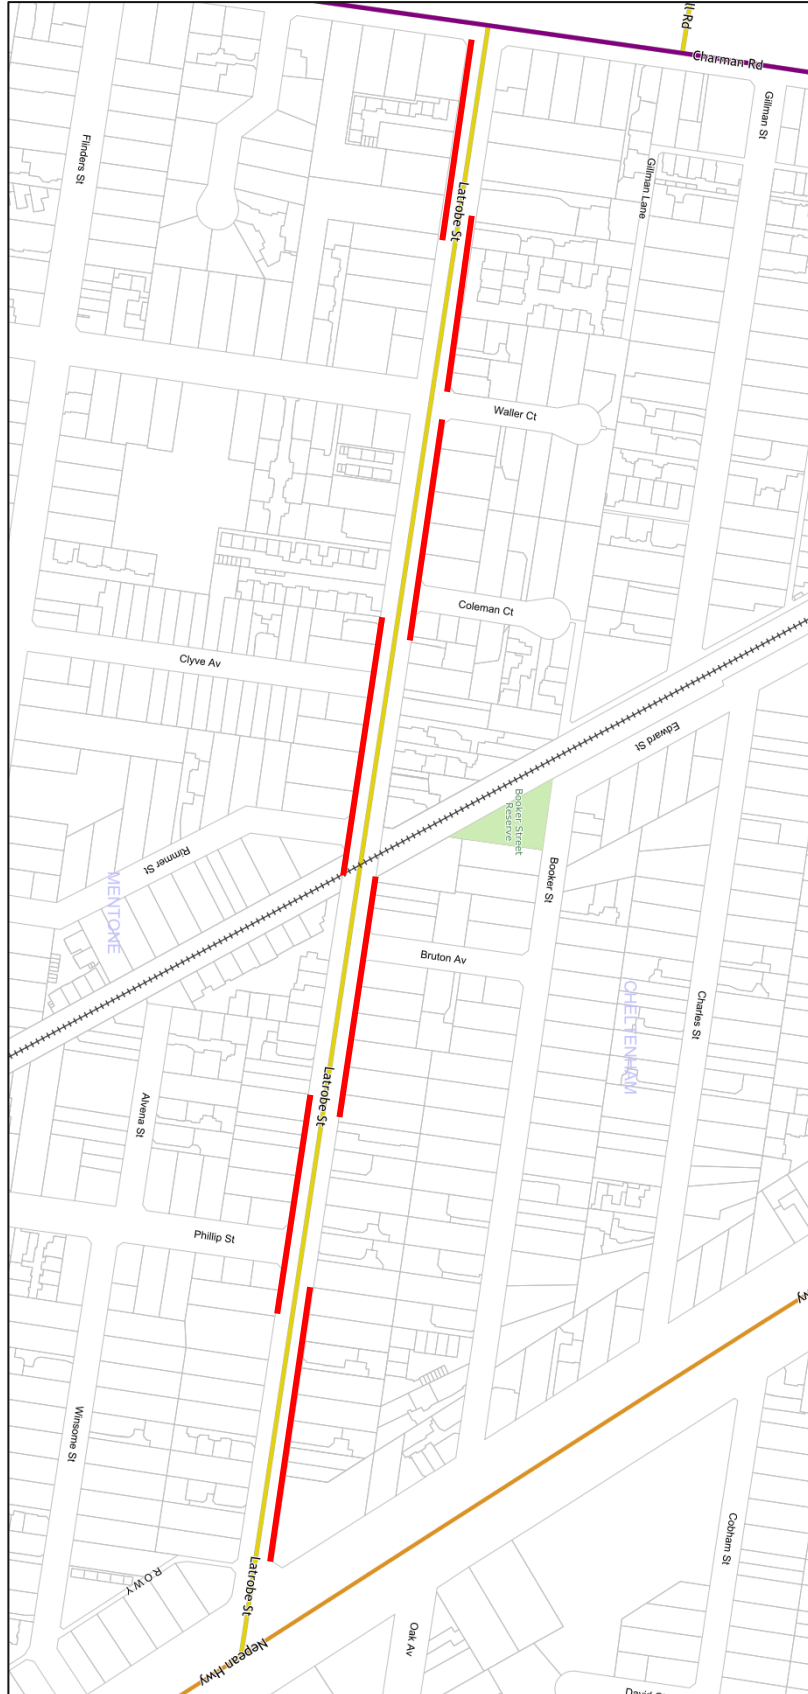 ll Rd
Charman Rd
Gillman St
Flinders St
Gillman Lane
Latrobe St
Waller Ct
Coleman Ct
Clyve Av
Edward St
Booker Street
Reserve
Rimmer St
MENTONE
Booker St
Bruton Av
CHELTENHAM
Charles St
Latrobe St
Alvena St
Phillip St
Winsome St
Cobham St
R O W Y
Latrobe St
Oak Av
Nepean Hwy